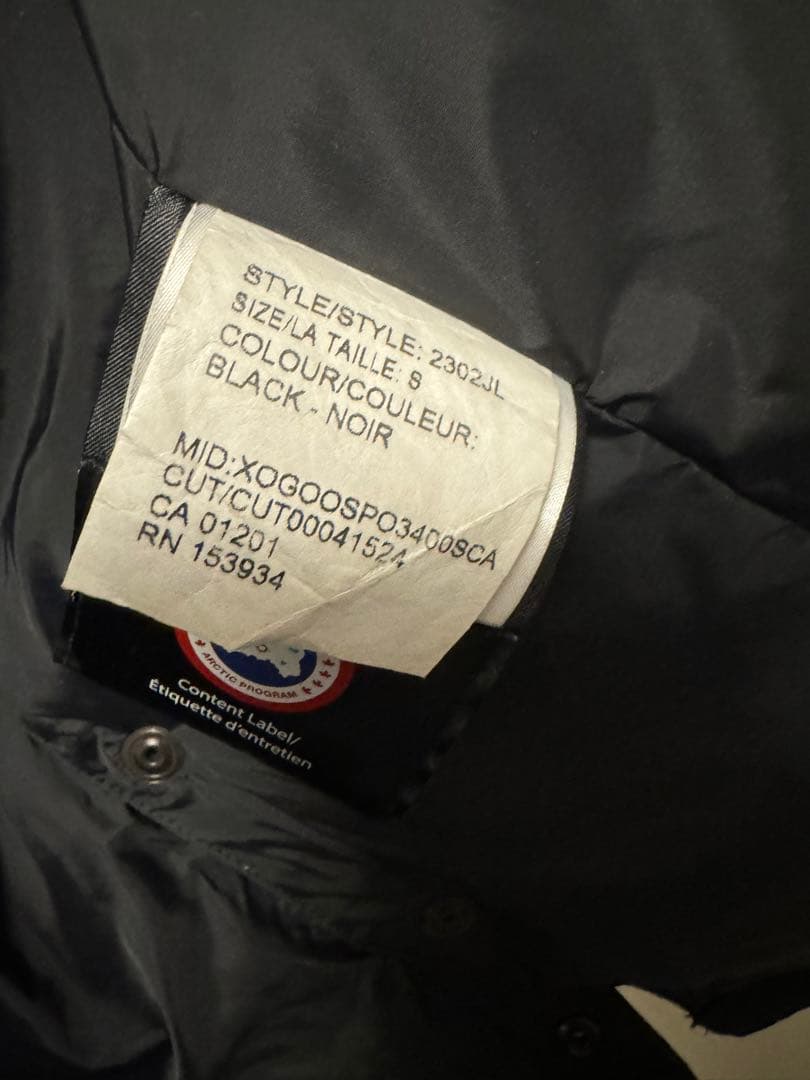 STYLE/STYLE: 2302JL
SIZE/LA TAILLE: S
COLOUR/COULEUR:
BLACK - NOIR
MID:XOGOOSPO3400SCA
CUT/CUT00041524
CA 01201
RN 153934
ARCTIC PROGRAM
Content Label/
Étiquette d'entretien